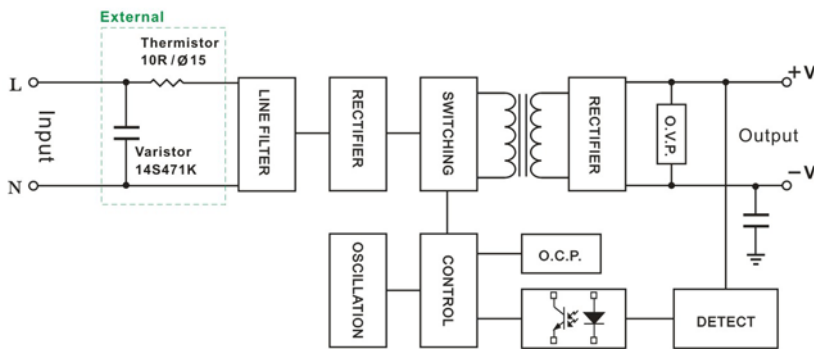 External
Thermistor
10R/Ø15
L
Input
N
Varistor
14S471K
LINE FILTER
RECTIFIER
SWITCHING
RECTIFIER
O.V.P.
+V
Output
−V
OSCILLATION
CONTROL
O.C.P.
DETECT